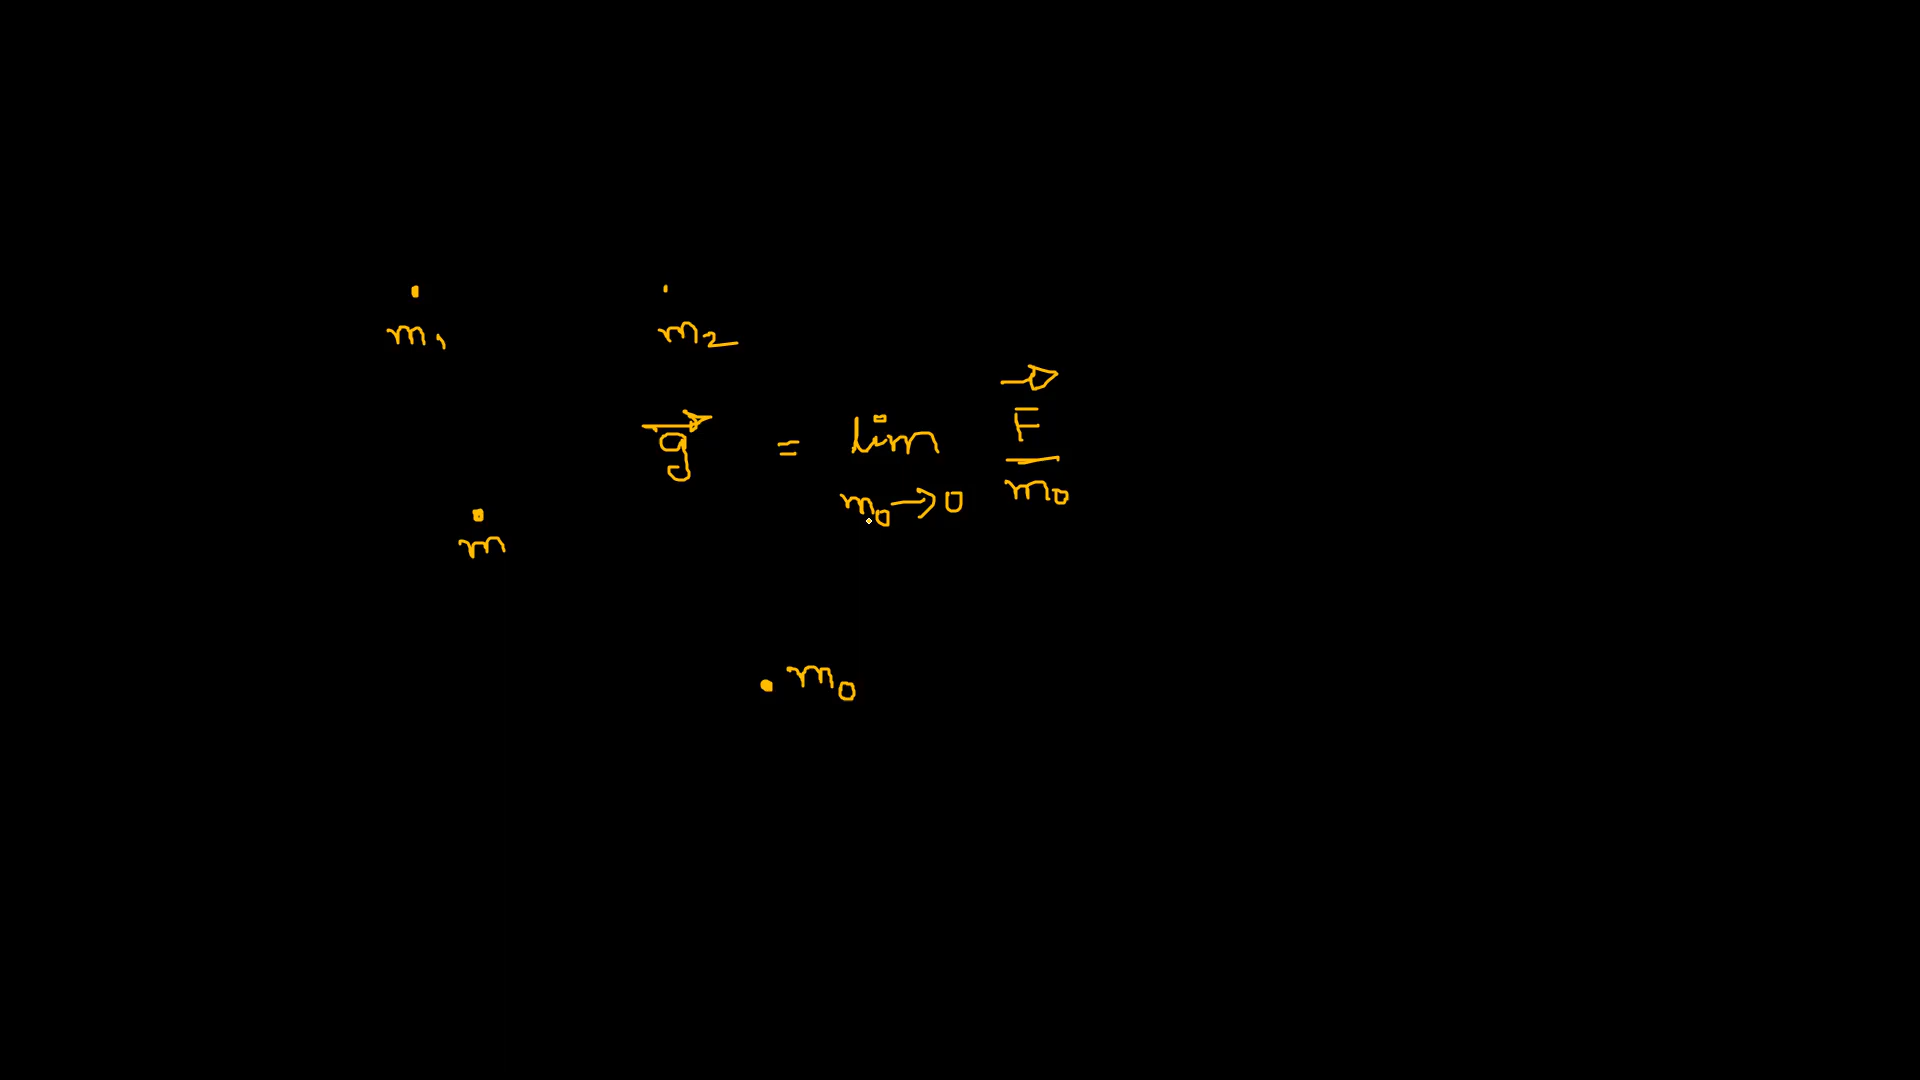 m₁ m₂
g⃗ = lim F⃗/m₀
m₀→0
m
m₀